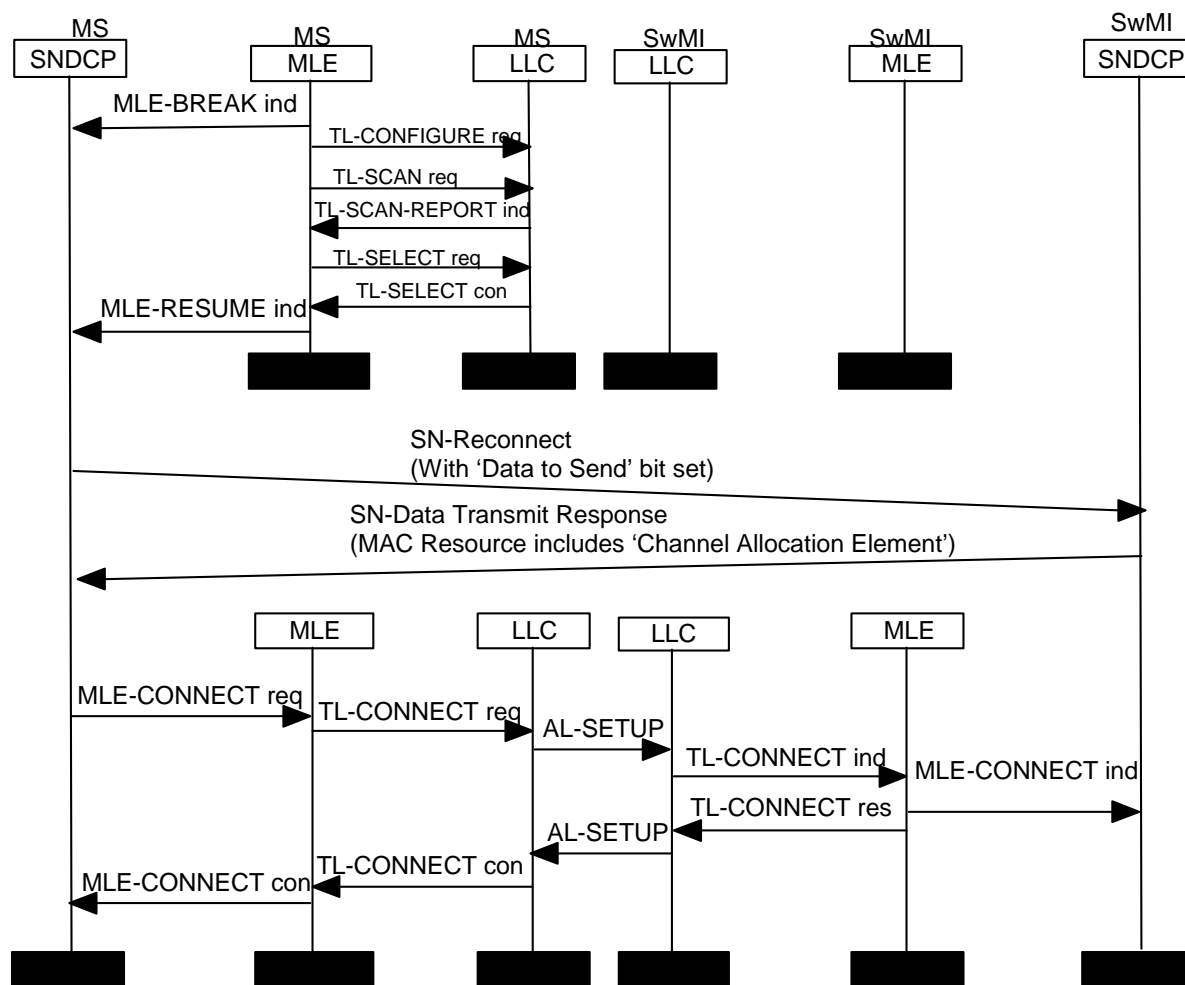 MS
SNDCP
MS
MLE
MS
LLC
SwMI
LLC
SwMI
MLE
SwMI
SNDCP
MLE-BREAK ind
TL-CONFIGURE req
TL-SCAN req
TL-SCAN-REPORT ind
TL-SELECT req
TL-SELECT con
MLE-RESUME ind
SN-Reconnect
(With ‘Data to Send’ bit set)
SN-Data Transmit Response
(MAC Resource includes ‘Channel Allocation Element’)
MLE
LLC
LLC
MLE
MLE-CONNECT req
TL-CONNECT req
AL-SETUP
TL-CONNECT ind
MLE-CONNECT ind
TL-CONNECT res
AL-SETUP
TL-CONNECT con
MLE-CONNECT con